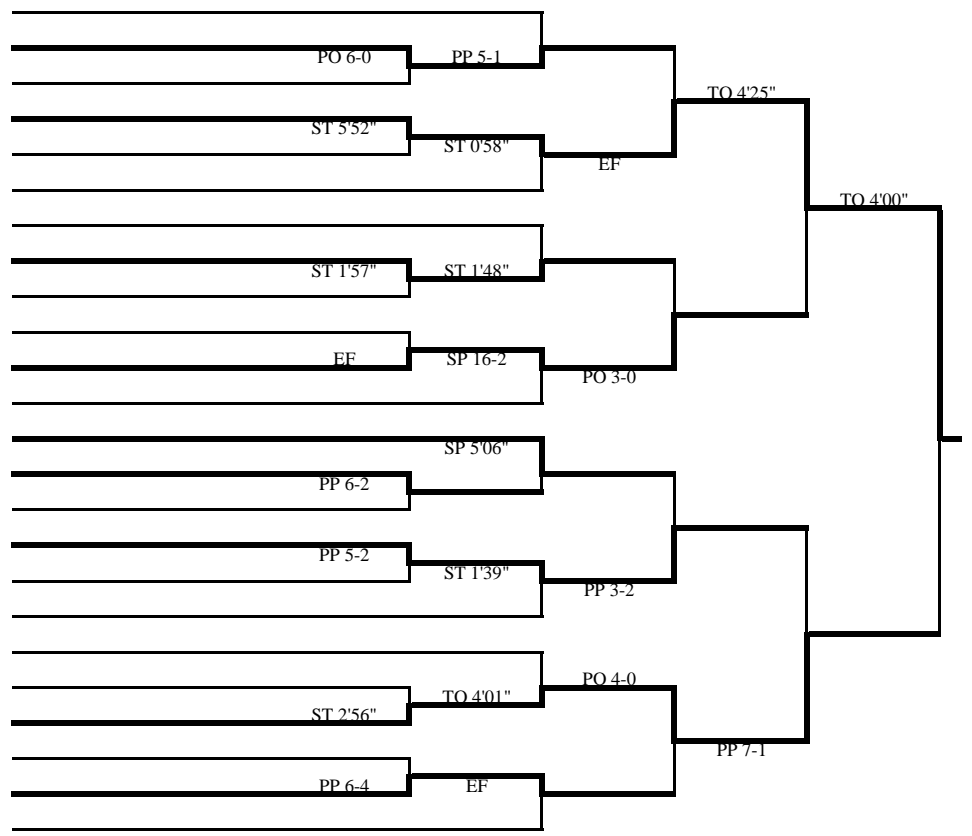 PO 6-0 PP 5-1
TO 4'25"
ST 5'52"
ST 0'58"
EF
TO 4'00"
ST 1'57" ST 1'48"
EF SP 16-2
PO 3-0
SP 5'06"
PP 6-2
PP 5-2
ST 1'39"
PP 3-2
PO 4-0
TO 4'01"
ST 2'56"
PP 7-1
PP 6-4 EF